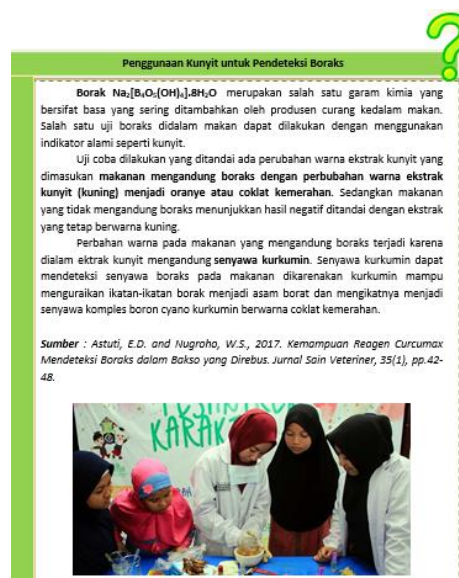 Penggunaan Kunyit untuk Pendeteksi Boraks
Borak Na₂[B₄O₅(OH)₄].8H₂O merupakan salah satu garam kimia yang
bersifat basa yang sering ditambahkan oleh produsen curang kedalam makan.
Salah satu uji boraks didalam makan dapat dilakukan dengan menggunakan
indikator alami seperti kunyit.
Uji coba dilakukan yang ditandai ada perubahan warna ekstrak kunyit yang
dimasukan makanan mengandung boraks dengan perbubahan warna ekstrak
kunyit (kuning) menjadi oranye atau coklat kemerahan. Sedangkan makanan
yang tidak mengandung boraks menunjukkan hasil negatif ditandai dengan ekstrak
yang tetap berwarna kuning.
Perbahan warna pada makanan yang mengandung boraks terjadi karena
dialam ektrak kunyit mengandung senyawa kurkumin. Senyawa kurkumin dapat
mendeteksi senyawa boraks pada makanan dikarenakan kurkumin mampu
menguraikan ikatan-ikatan borak menjadi asam borat dan mengikatnya menjadi
senyawa komples boron cyano kurkumin berwarna coklat kemerahan.
Sumber : Astuti, E.D. and Nugroho, W.S., 2017. Kemampuan Reagen Curcumax
Mendeteksi Boraks dalam Bakso yang Direbus. Jurnal Sain Veteriner, 35(1), pp.42-
48.
KARAK